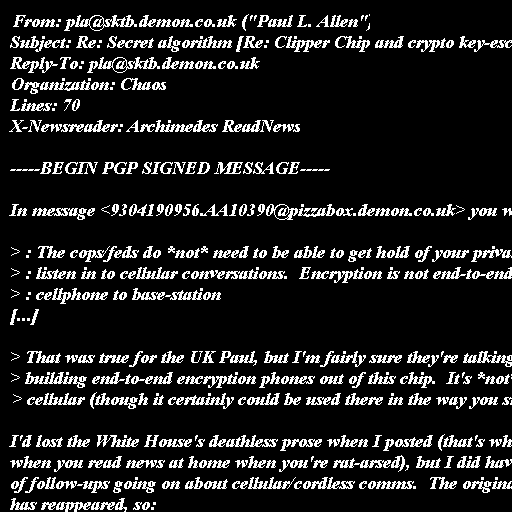 From: pla@sktb.demon.co.uk ("Paul L. Allen",
Subject: Re: Secret algorithm [Re: Clipper Chip and crypto key-esc
Reply-To: pla@sktb.demon.co.uk
Organization: Chaos
Lines: 70
X-Newsreader: Archimedes ReadNews
-----BEGIN PGP SIGNED MESSAGE-----
In message <9304190956.AA10390@pizzabox.demon.co.uk> you w
> : The cops/feds do *not* need to be able to get hold of your priva
> : listen in to cellular conversations.  Encryption is not end-to-end
> : cellphone to base-station
[...]
> That was true for the UK Paul, but I'm fairly sure they're talking
> building end-to-end encryption phones out of this chip.  It's *not*
> cellular (though it certainly could be used there in the way you s
I'd lost the White House's deathless prose when I posted (that's wh
when you read news at home when you're rat-arsed), but I did hav
of follow-ups going on about cellular/cordless comms.  The origina
has reappeared, so: